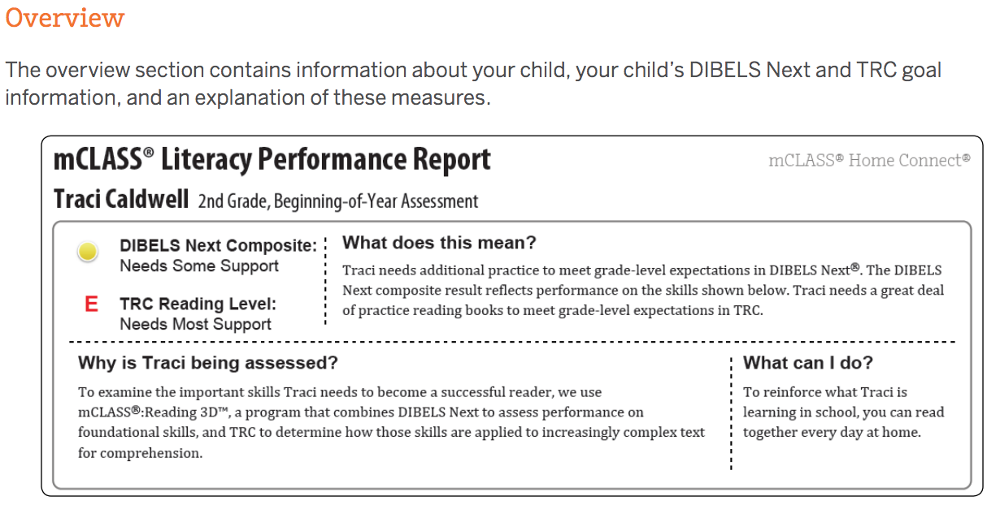 Overview
The overview section contains information about your child, your child’s DIBELS Next and TRC goal
information, and an explanation of these measures.
mCLASS® Literacy Performance Report
mCLASS® Home Connect®
Traci Caldwell 2nd Grade, Beginning-of-Year Assessment
DIBELS Next Composite:
Needs Some Support
E
TRC Reading Level:
Needs Most Support
What does this mean?
Traci needs additional practice to meet grade-level expectations in DIBELS Next®. The DIBELS
Next composite result reflects performance on the skills shown below. Traci needs a great deal
of practice reading books to meet grade-level expectations in TRC.
Why is Traci being assessed?
To examine the important skills Traci needs to become a successful reader, we use
mCLASS®:Reading 3D™, a program that combines DIBELS Next to assess performance on
foundational skills, and TRC to determine how those skills are applied to increasingly complex text
for comprehension.
What can I do?
To reinforce what Traci is
learning in school, you can read
together every day at home.